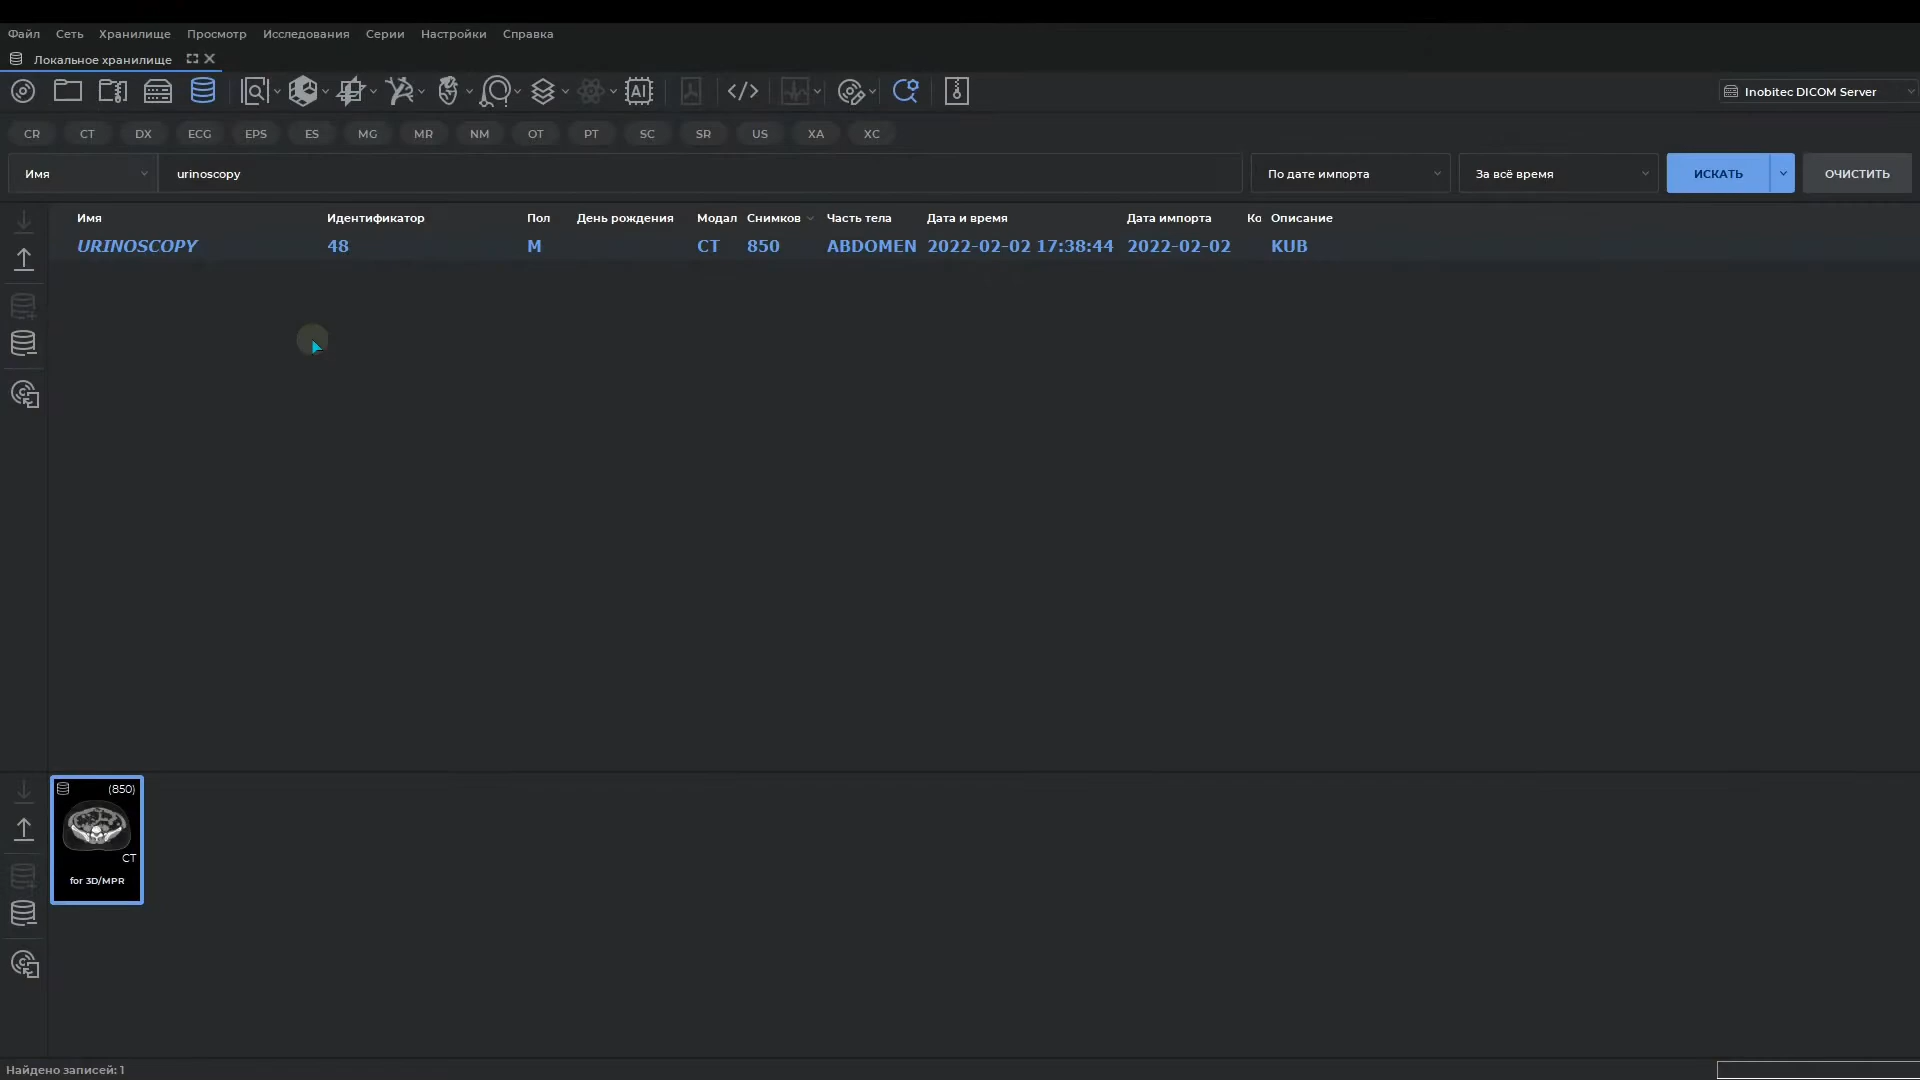 Файл Сеть Хранилище Просмотр Исследования Серии Настройки Справка
Локальное хранилище
AI
Inobitec DICOM Server
CR CT DX ECG EPS ES MG MR NM OT PT SC SR US XA XC
Имя urinoscopy По дате импорта За всё время ИСКАТЬ ОЧИСТИТЬ
Имя Идентификатор Пол День рождения Модал Снимков Часть тела Дата и время Дата импорта Ко Описание
URINOSCOPY 48 M CT 850 ABDOMEN 2022-02-02 17:38:44 2022-02-02 KUB
(850)
CT
for 3D/MPR
Найдено записей: 1